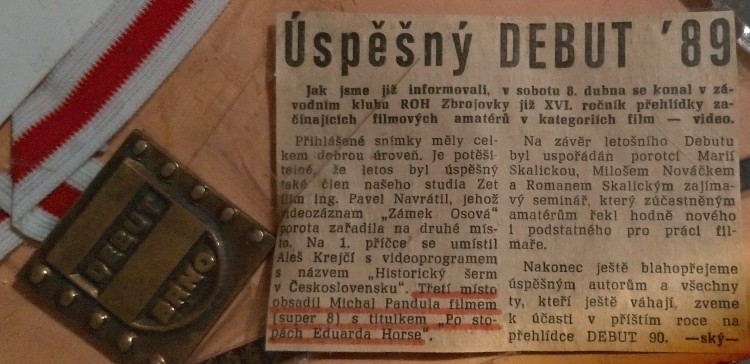 Úspěšný DEBUT '89
Jak jsme již informovali, v sobotu 8. dubna se konal v zá-
vodním klubu ROH Zbrojovky již XVI. ročník přehlídky za-
čínajících filmových amatérů v kategoriích film — video.
Přihlášené snímky měly cel-
kem dobrou úroveň. Je potěši-
telné, že letos byl úspěšný
také člen našeho studia Zet
film ing. Pavel Navrátil, jehož
videozáznam „Zámek Osová"
porota zařadila na druhé mís-
to. Na 1. příčce se umístil
Aleš Krejčí s videoprogramem
s názvem „Historický šerm
v Československu". Třetí místo
obsadil Michal Pandula filmem
(super 8) s titulkem „Po sto-
pách Eduarda Horse".
Na závěr letošního Debutu
byl uspořádán porotci Marií
Skalickou, Milošem Nováčkem
a Romanem Skalickým zajíma-
vý seminář, který zúčastněným
amatérům řekl hodně nového
i podstatného pro práci fil-
maře.
Nakonec ještě blahopřejeme
úspěšným autorům a všechny
ty, kteří ještě váhají, zveme
k účasti v příštím roce na
přehlídce DEBUT 90. —ský—
DEBUT
BRNO